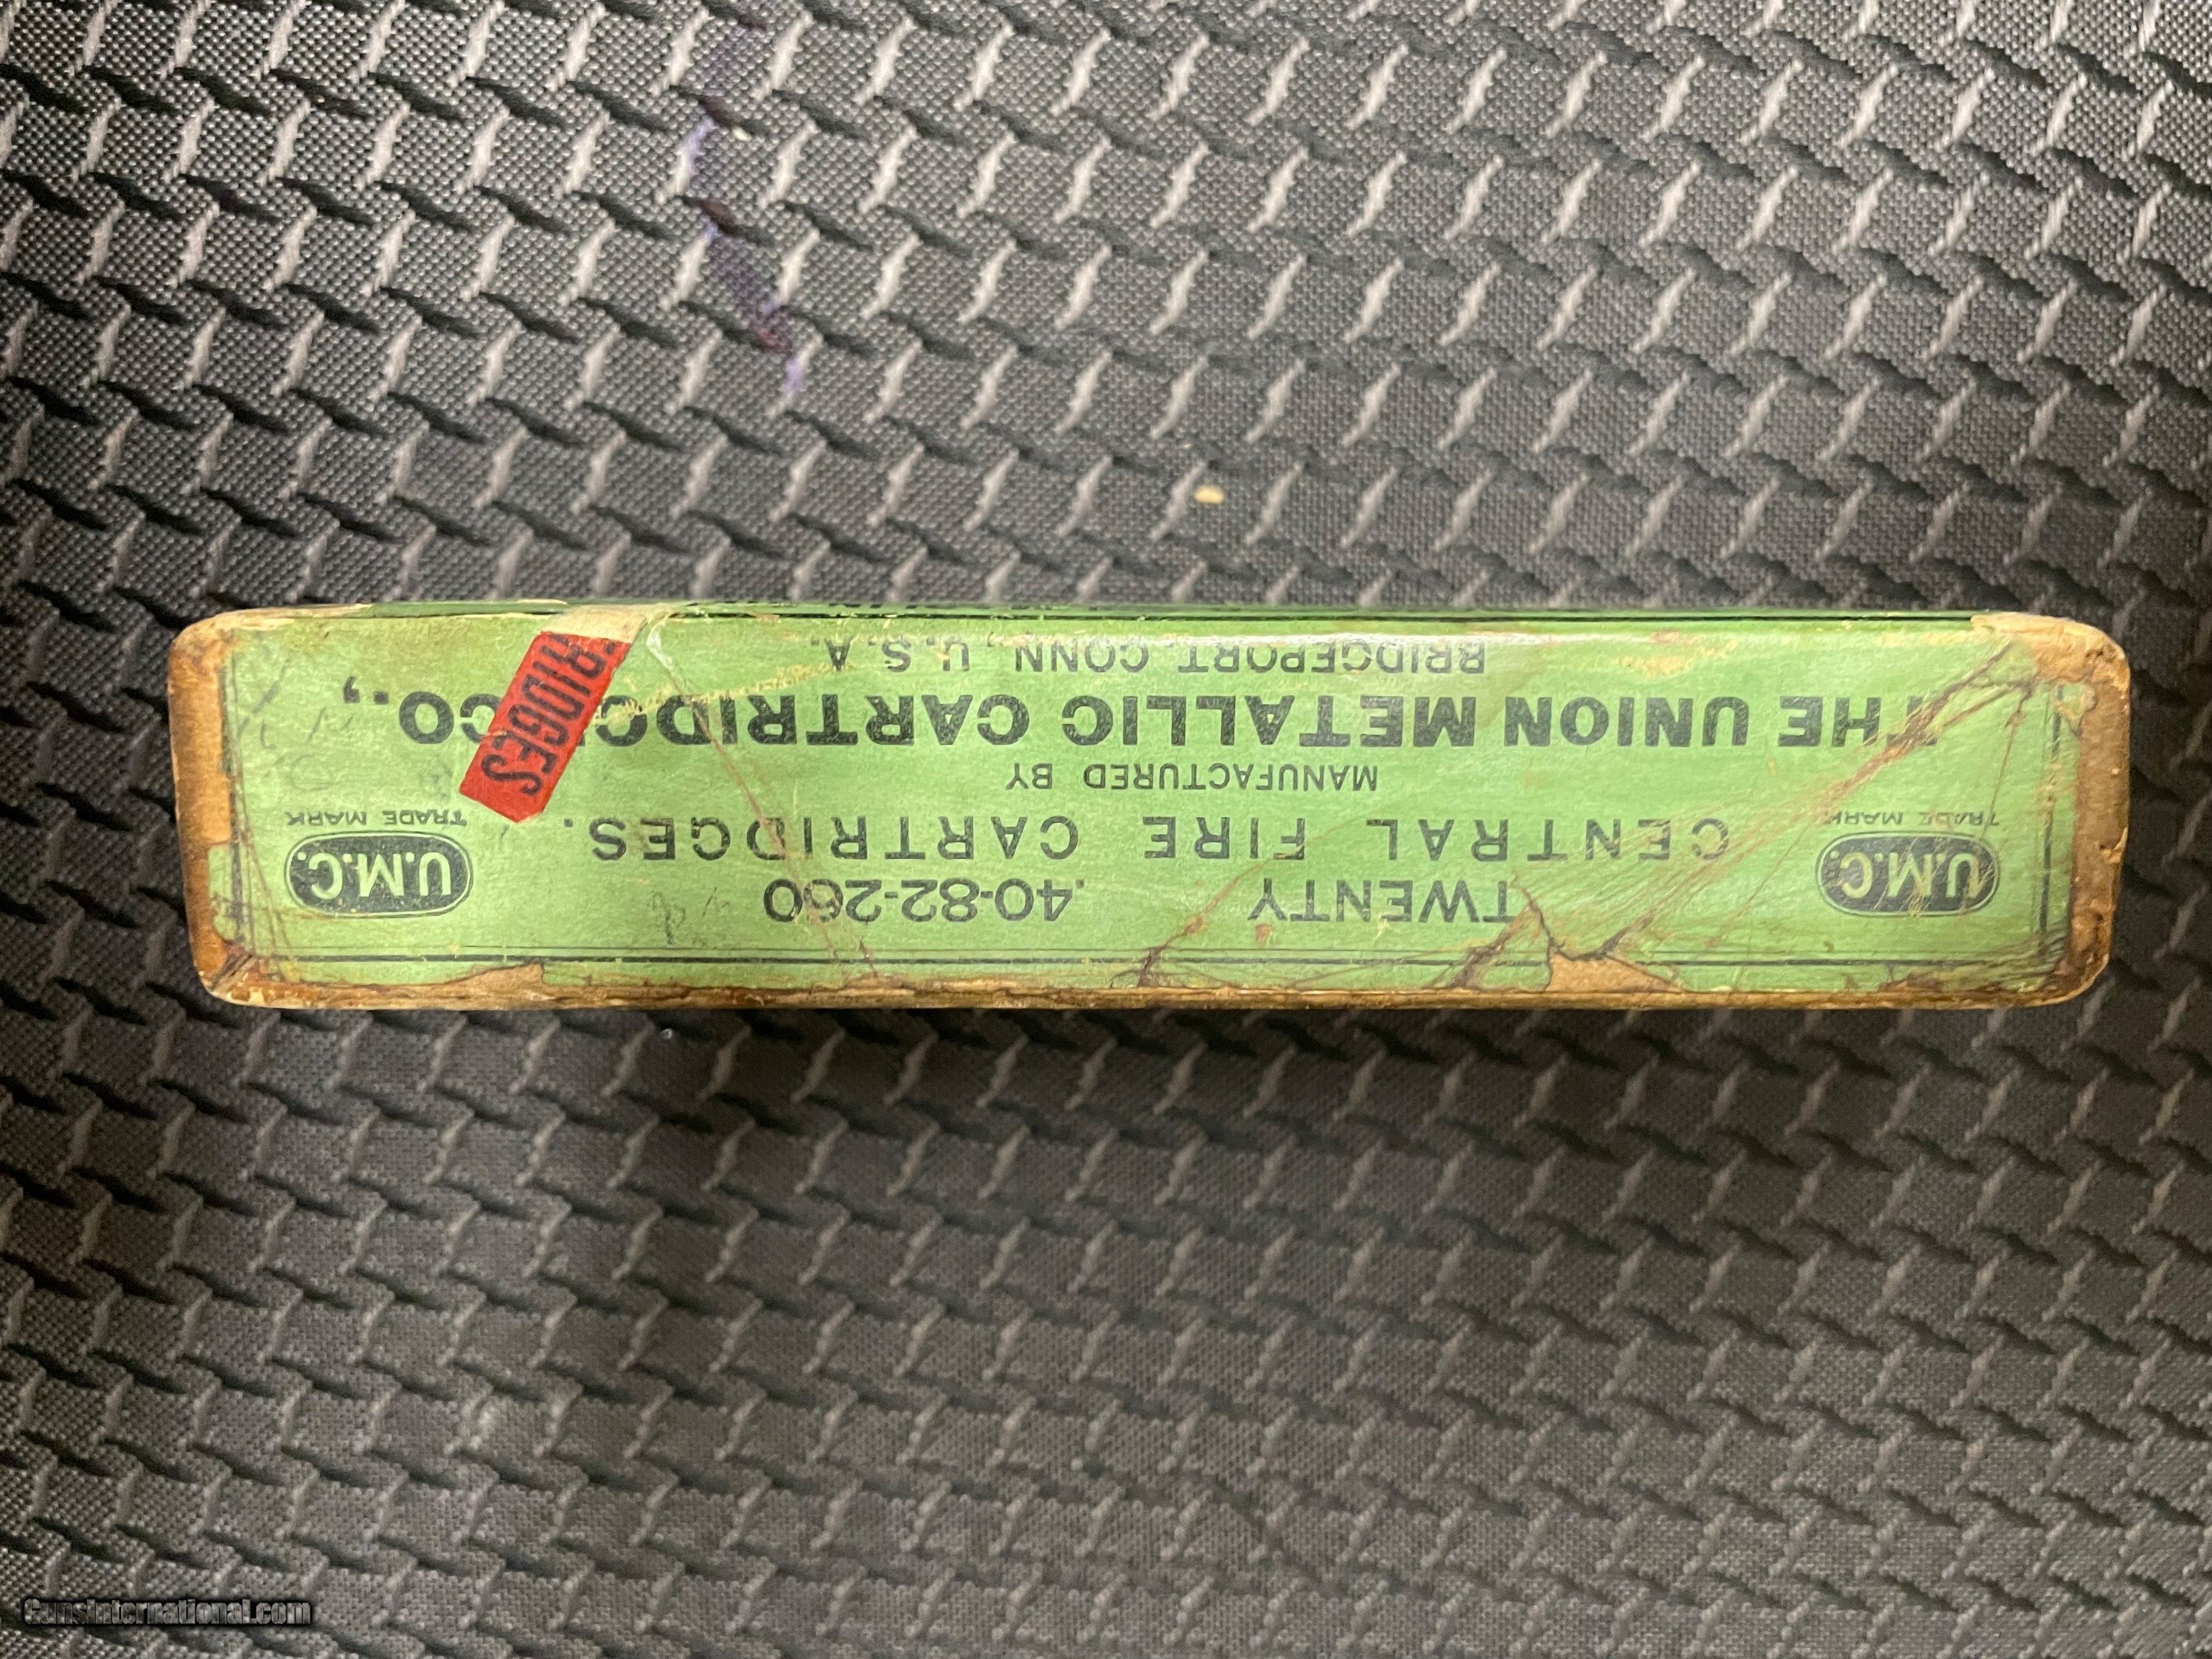 TWENTY .40-82-260
CENTRAL FIRE CARTRIDGES.
U.M.C.
TRADE MARK
U.M.C.
TRADE MARK
MANUFACTURED BY
THE UNION METALLIC CARTRIDGE CO.,
BRIDGEPORT, CONN., U.S.A.
RIDGES
GunsInternational.com